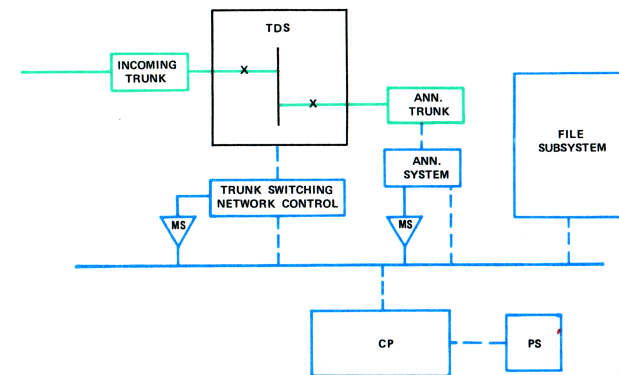 TDS
INCOMING
TRUNK
X
X
ANN.
TRUNK
FILE
SUBSYSTEM
ANN.
SYSTEM
TRUNK SWITCHING
NETWORK CONTROL
MS
MS
CP
PS